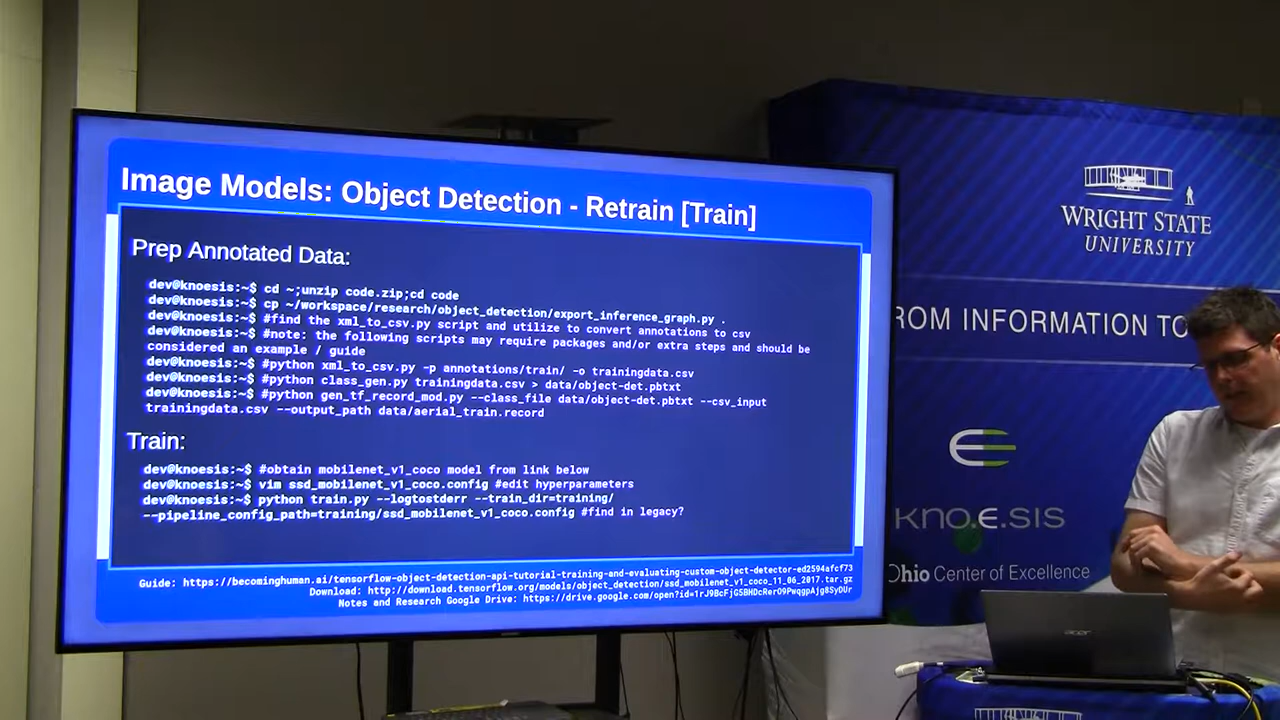 Image Models: Object Detection - Retrain [Train]
Prep Annotated Data:
dev@knoesis:~$ cd ~;unzip code.zip;cd code
dev@knoesis:~$ cp ~/workspace/research/object_detection/export_inference_graph.py .
dev@knoesis:~$ #find the xml_to_csv.py script and utilize to convert annotations to csv
dev@knoesis:~$ #note: the following scripts may require packages and/or extra steps and should be
considered an example / guide
dev@knoesis:~$ #python xml_to_csv.py -p annotations/train/ -o trainingdata.csv
dev@knoesis:~$ #python class_gen.py trainingdata.csv > data/object-det.pbtxt
dev@knoesis:~$ #python gen_tf_record_mod.py --class_file data/object-det.pbtxt --csv_input
trainingdata.csv --output_path data/aerial_train.record
Train:
dev@knoesis:~$ #obtain mobilenet_v1_coco model from link below
dev@knoesis:~$ vim ssd_mobilenet_v1_coco.config #edit hyperparameters
dev@knoesis:~$ python train.py --logtostderr --train_dir=training/
--pipeline_config_path=training/ssd_mobilenet_v1_coco.config #find in legacy?
Guide: https://becominghuman.ai/tensorflow-object-detection-api-tutorial-training-and-evaluating-custom-object-detector-ed2594afcf73
Download: http://download.tensorflow.org/models/object_detection/ssd_mobilenet_v1_coco_11_06_2017.tar.gz
Notes and Research Google Drive:
WRIGHT STATE
UNIVERSITY
ROM INFORMATION TO
kno.e.sis
Ohio Center of Excellence
acer